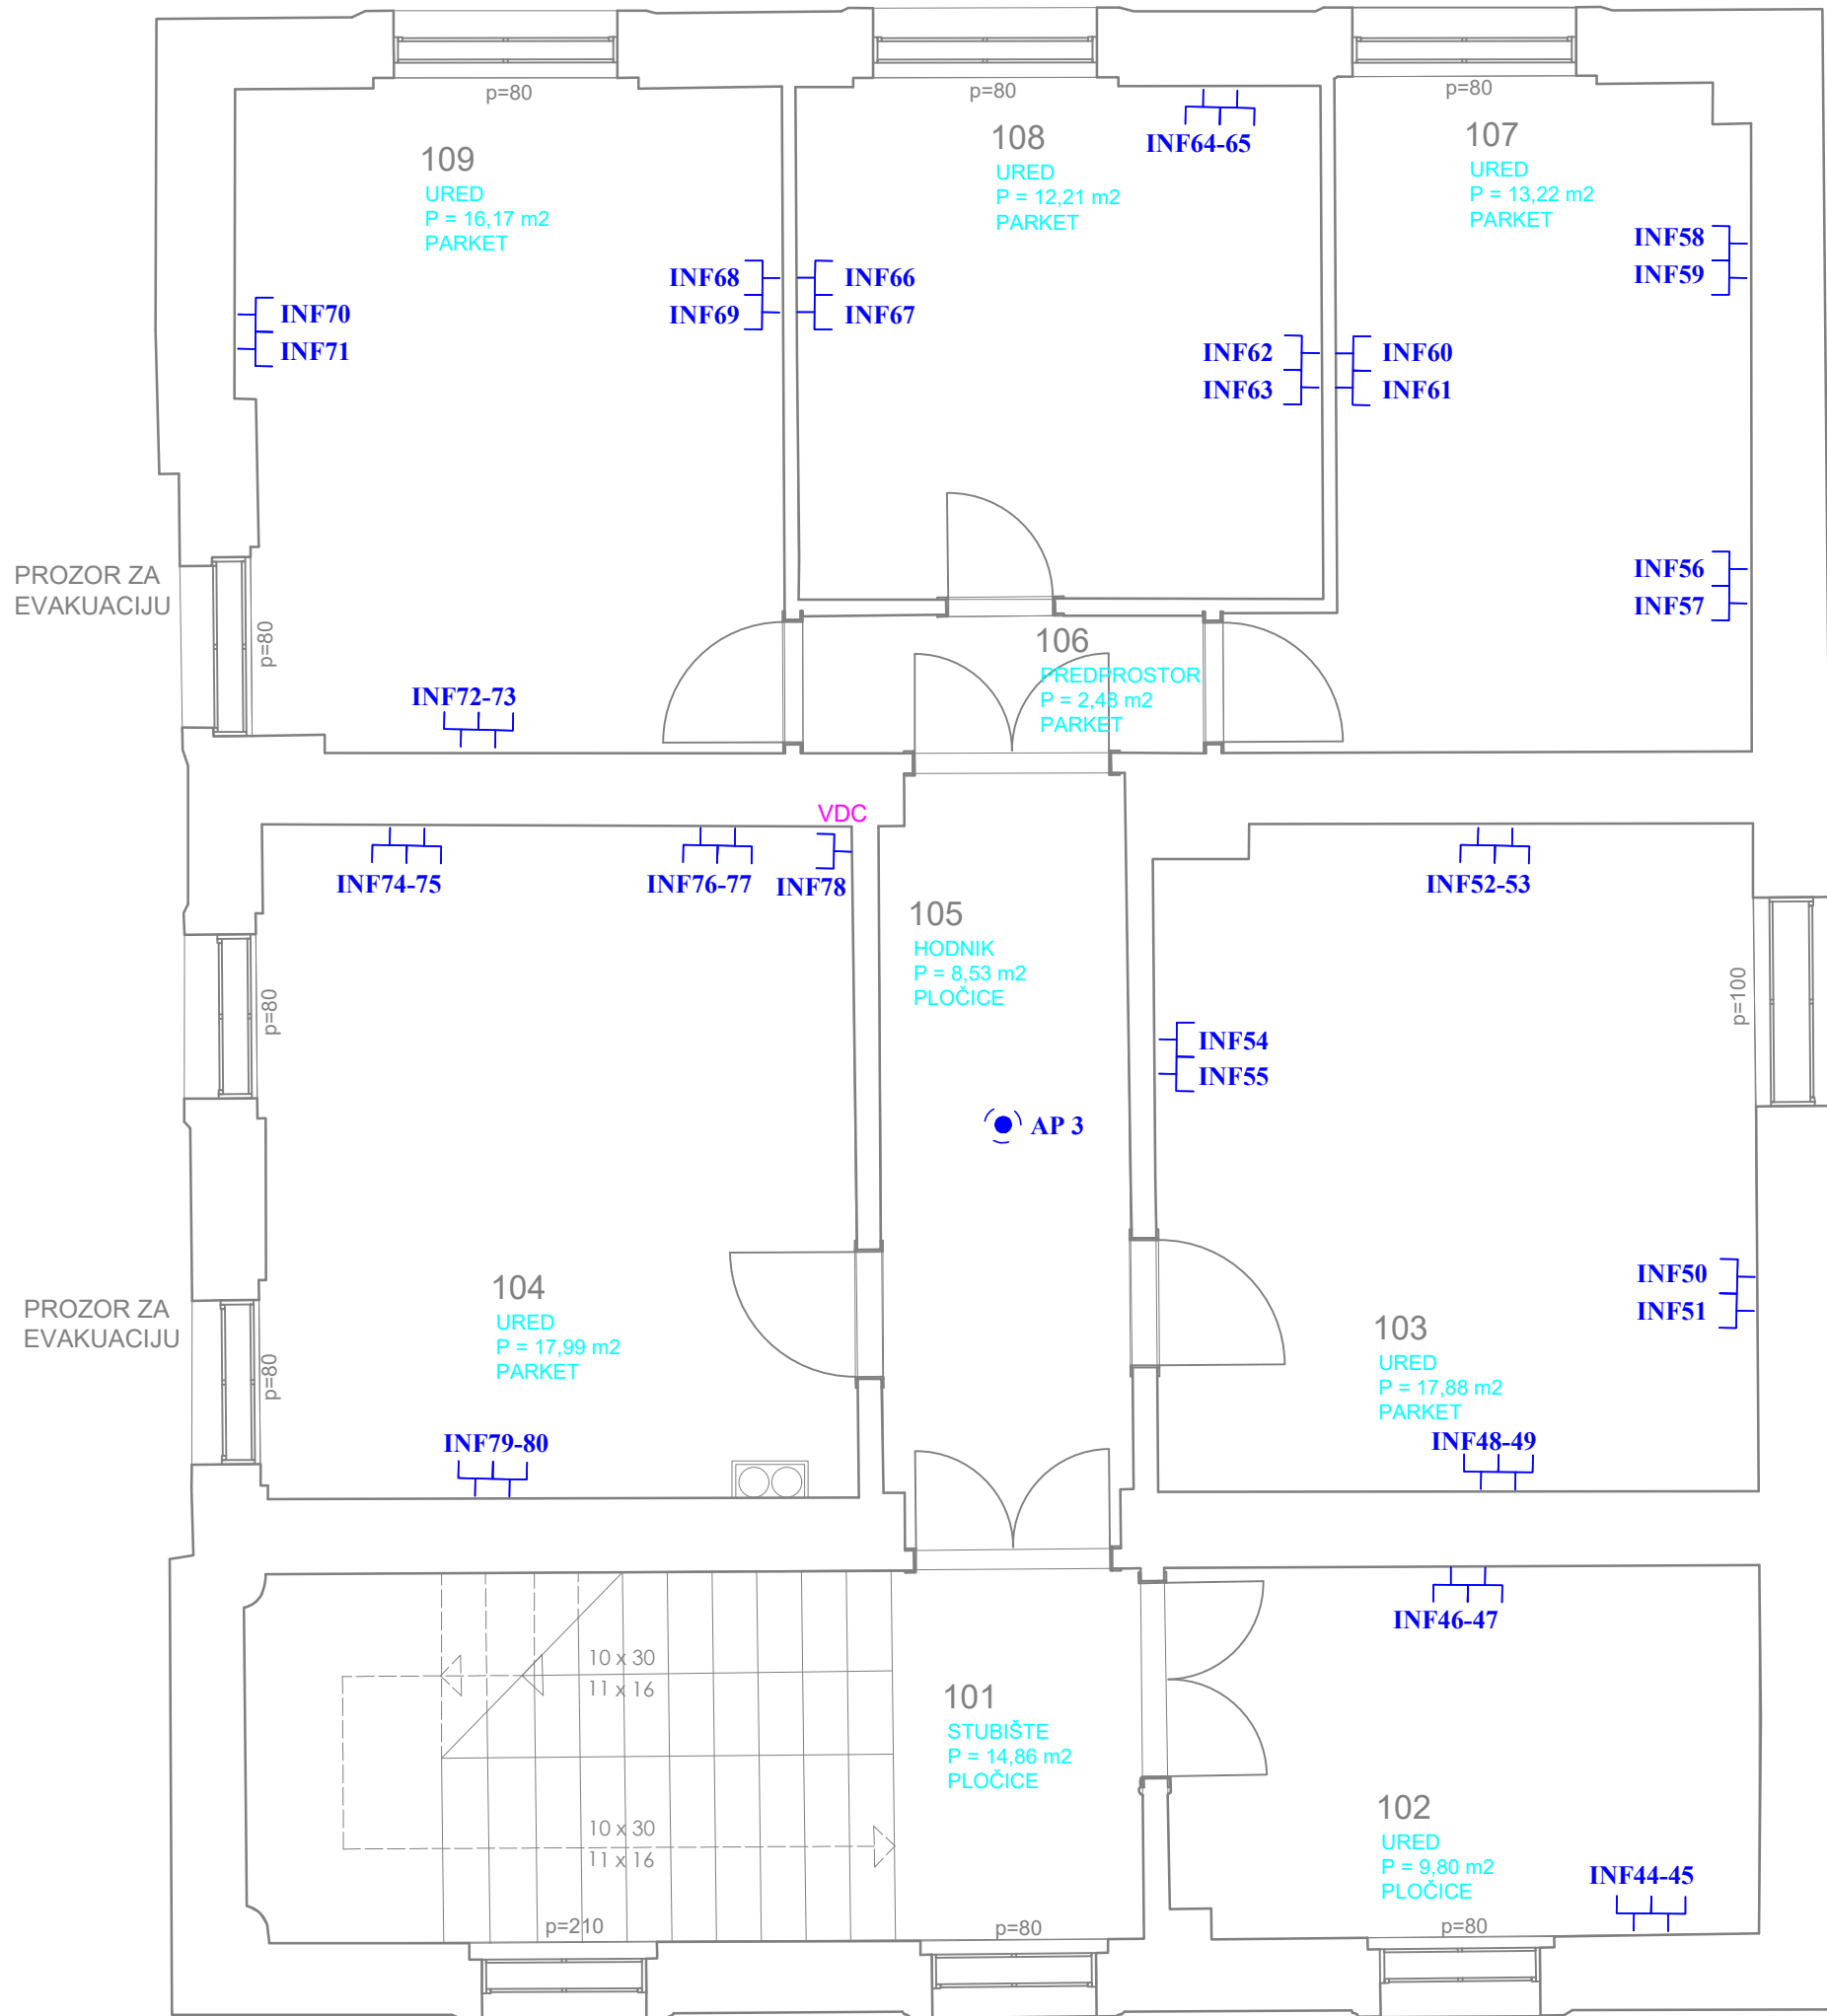 p=80
p=80
p=80
109
URED
P = 16,17 m2
PARKET
108
URED
P = 12,21 m2
PARKET
INF64-65
107
URED
P = 13,22 m2
PARKET
INF58
INF59
INF68
INF69
INF66
INF67
INF70
INF71
INF62
INF63
INF60
INF61
INF56
INF57
PROZOR ZA
EVAKUACIJU
p=80
INF72-73
106
PREDPROSTOR
P = 2,48 m2
PARKET
VDC
INF74-75
INF76-77
INF78
INF52-53
105
HODNIK
P = 8,53 m2
PLOČICE
p=80
p=100
INF54
INF55
AP 3
INF50
INF51
PROZOR ZA
EVAKUACIJU
p=80
104
URED
P = 17,99 m2
PARKET
103
URED
P = 17,88 m2
PARKET
INF79-80
INF48-49
INF46-47
10 x 30
11 x 16
101
STUBIŠTE
P = 14,86 m2
PLOČICE
10 x 30
11 x 16
102
URED
P = 9,80 m2
PLOČICE
INF44-45
p=210
p=80
p=80